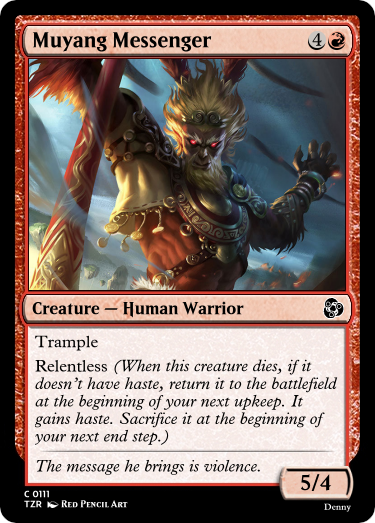 Muyang Messenger 4
Creature — Human Warrior
Trample
Relentless (When this creature dies, if it
doesn't have haste, return it to the battlefield
at the beginning of your next upkeep. It
gains haste. Sacrifice it at the beginning of
your next end step.)
The message he brings is violence.
5/4
C 0111
TZR Red Pencil Art
Denny